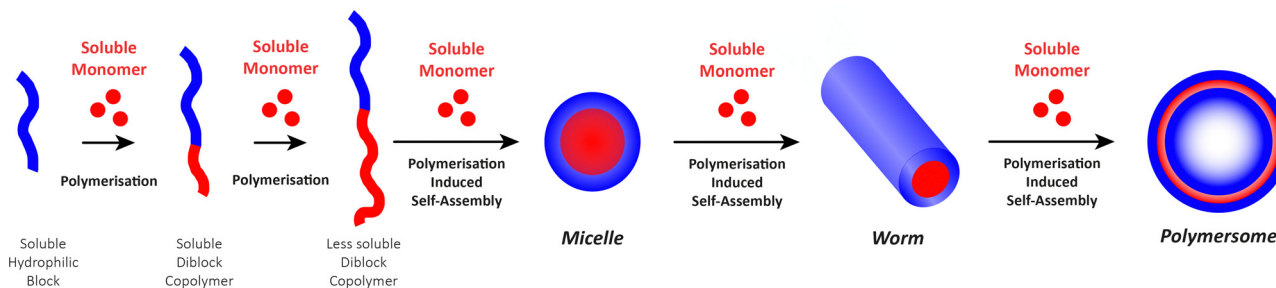 Soluble
Monomer
Polymerisation
Soluble
Monomer
Polymerisation
Soluble
Monomer
Polymerisation
Induced
Self-Assembly
Soluble
Monomer
Polymerisation
Induced
Self-Assembly
Soluble
Monomer
Polymerisation
Induced
Self-Assembly
Soluble
Hydrophilic
Block
Soluble
Diblock
Copolymer
Less soluble
Diblock
Copolymer
Micelle
Worm
Polymersome